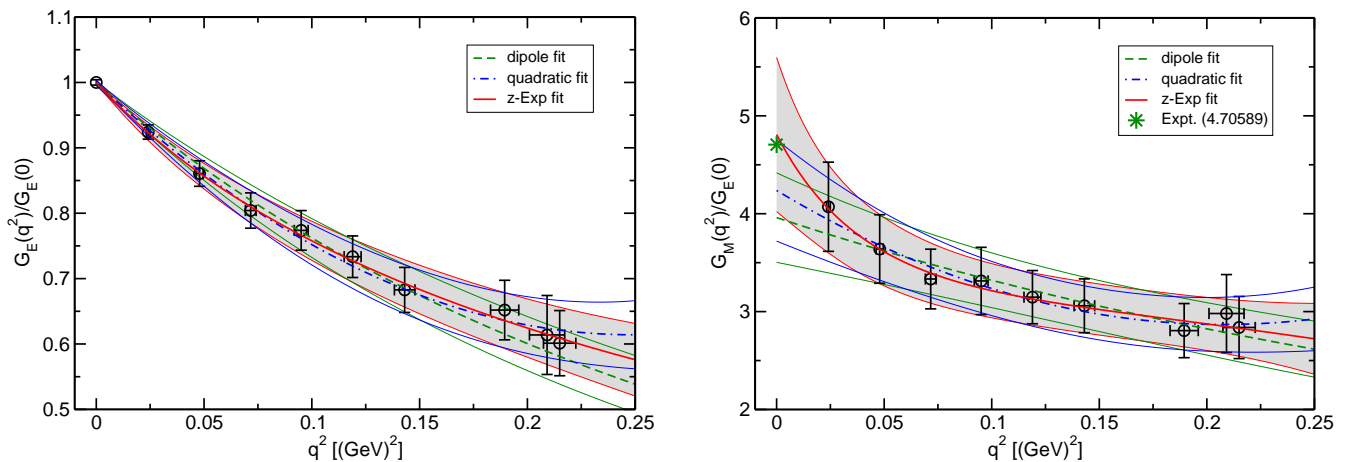 1.1
1
0.9
0.8
0.7
0.6
0.5
G_E(q^2)/G_E(0)
dipole fit
quadratic fit
z-Exp fit
0 0.05 0.1 0.15 0.2 0.25
q^2 [(GeV)^2]
6
5
4
3
2
G_M(q^2)/G_E(0)
dipole fit
quadratic fit
z-Exp fit
Expt. (4.70589)
0 0.05 0.1 0.15 0.2 0.25
q^2 [(GeV)^2]